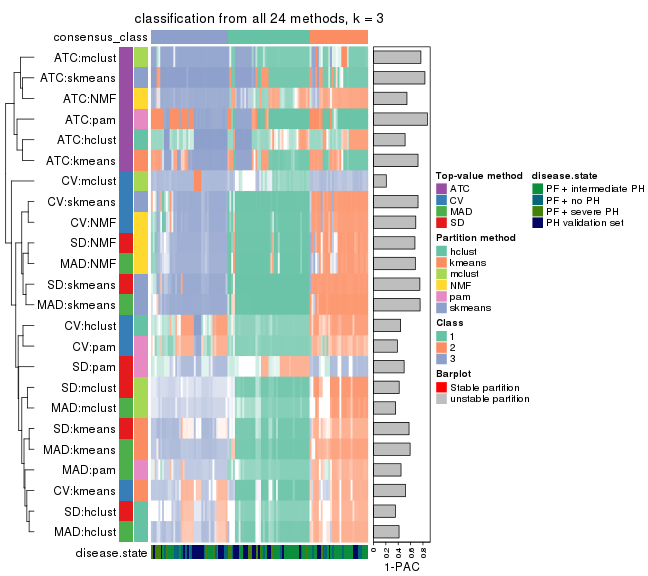 classification from all 24 methods, k = 3
consensus_class
ATC:mclust
ATC:skmeans
ATC:NMF
ATC:pam
ATC:hclust
ATC:kmeans
CV:mclust
CV:skmeans
CV:NMF
SD:NMF
MAD:NMF
SD:skmeans
MAD:skmeans
CV:hclust
CV:pam
SD:pam
SD:mclust
MAD:mclust
SD:kmeans
MAD:kmeans
MAD:pam
CV:kmeans
SD:hclust
MAD:hclust
disease.state
0 0.2 0.4 0.6 0.8
1-PAC
Top-value method
ATC
CV
MAD
SD
Partition method
hclust
kmeans
mclust
NMF
pam
skmeans
Class
1
2
3
Barplot
Stable partition
unstable partition
disease.state
PF + intermediate PH
PF + no PH
PF + severe PH
PH validation set